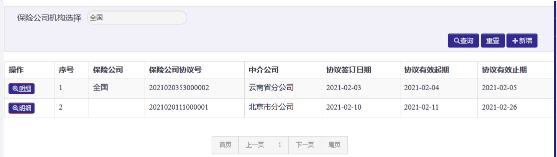 保险公司机构选择 全国
查询 重置 新增
操作 序号 保险公司 保险公司协议号 中介公司 协议签订日期 协议有效起期 协议有效止期
明细 1 全国 2021020353000002 云南省分公司 2021-02-03 2021-02-04 2021-02-05
明细 2 2021020111000001 北京市分公司 2021-02-10 2021-02-11 2021-02-26
首页 上一页 1 下一页 尾页